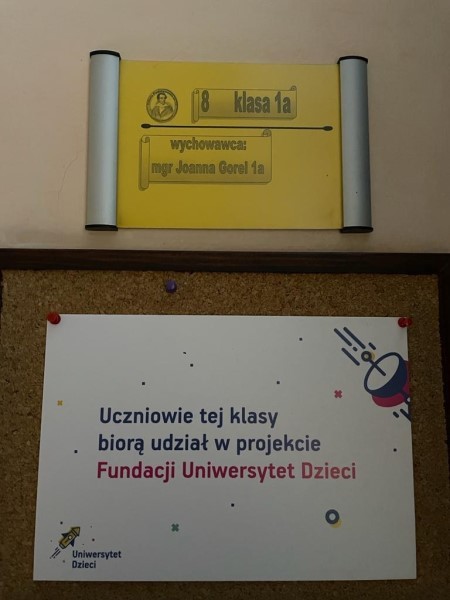 8 klasa 1a
wychowawca:
mgr Joanna Gorel 1a
Uczniowie tej klasy
biorą udział w projekcie
Fundacji Uniwersytet Dzieci
Uniwersytet
Dzieci